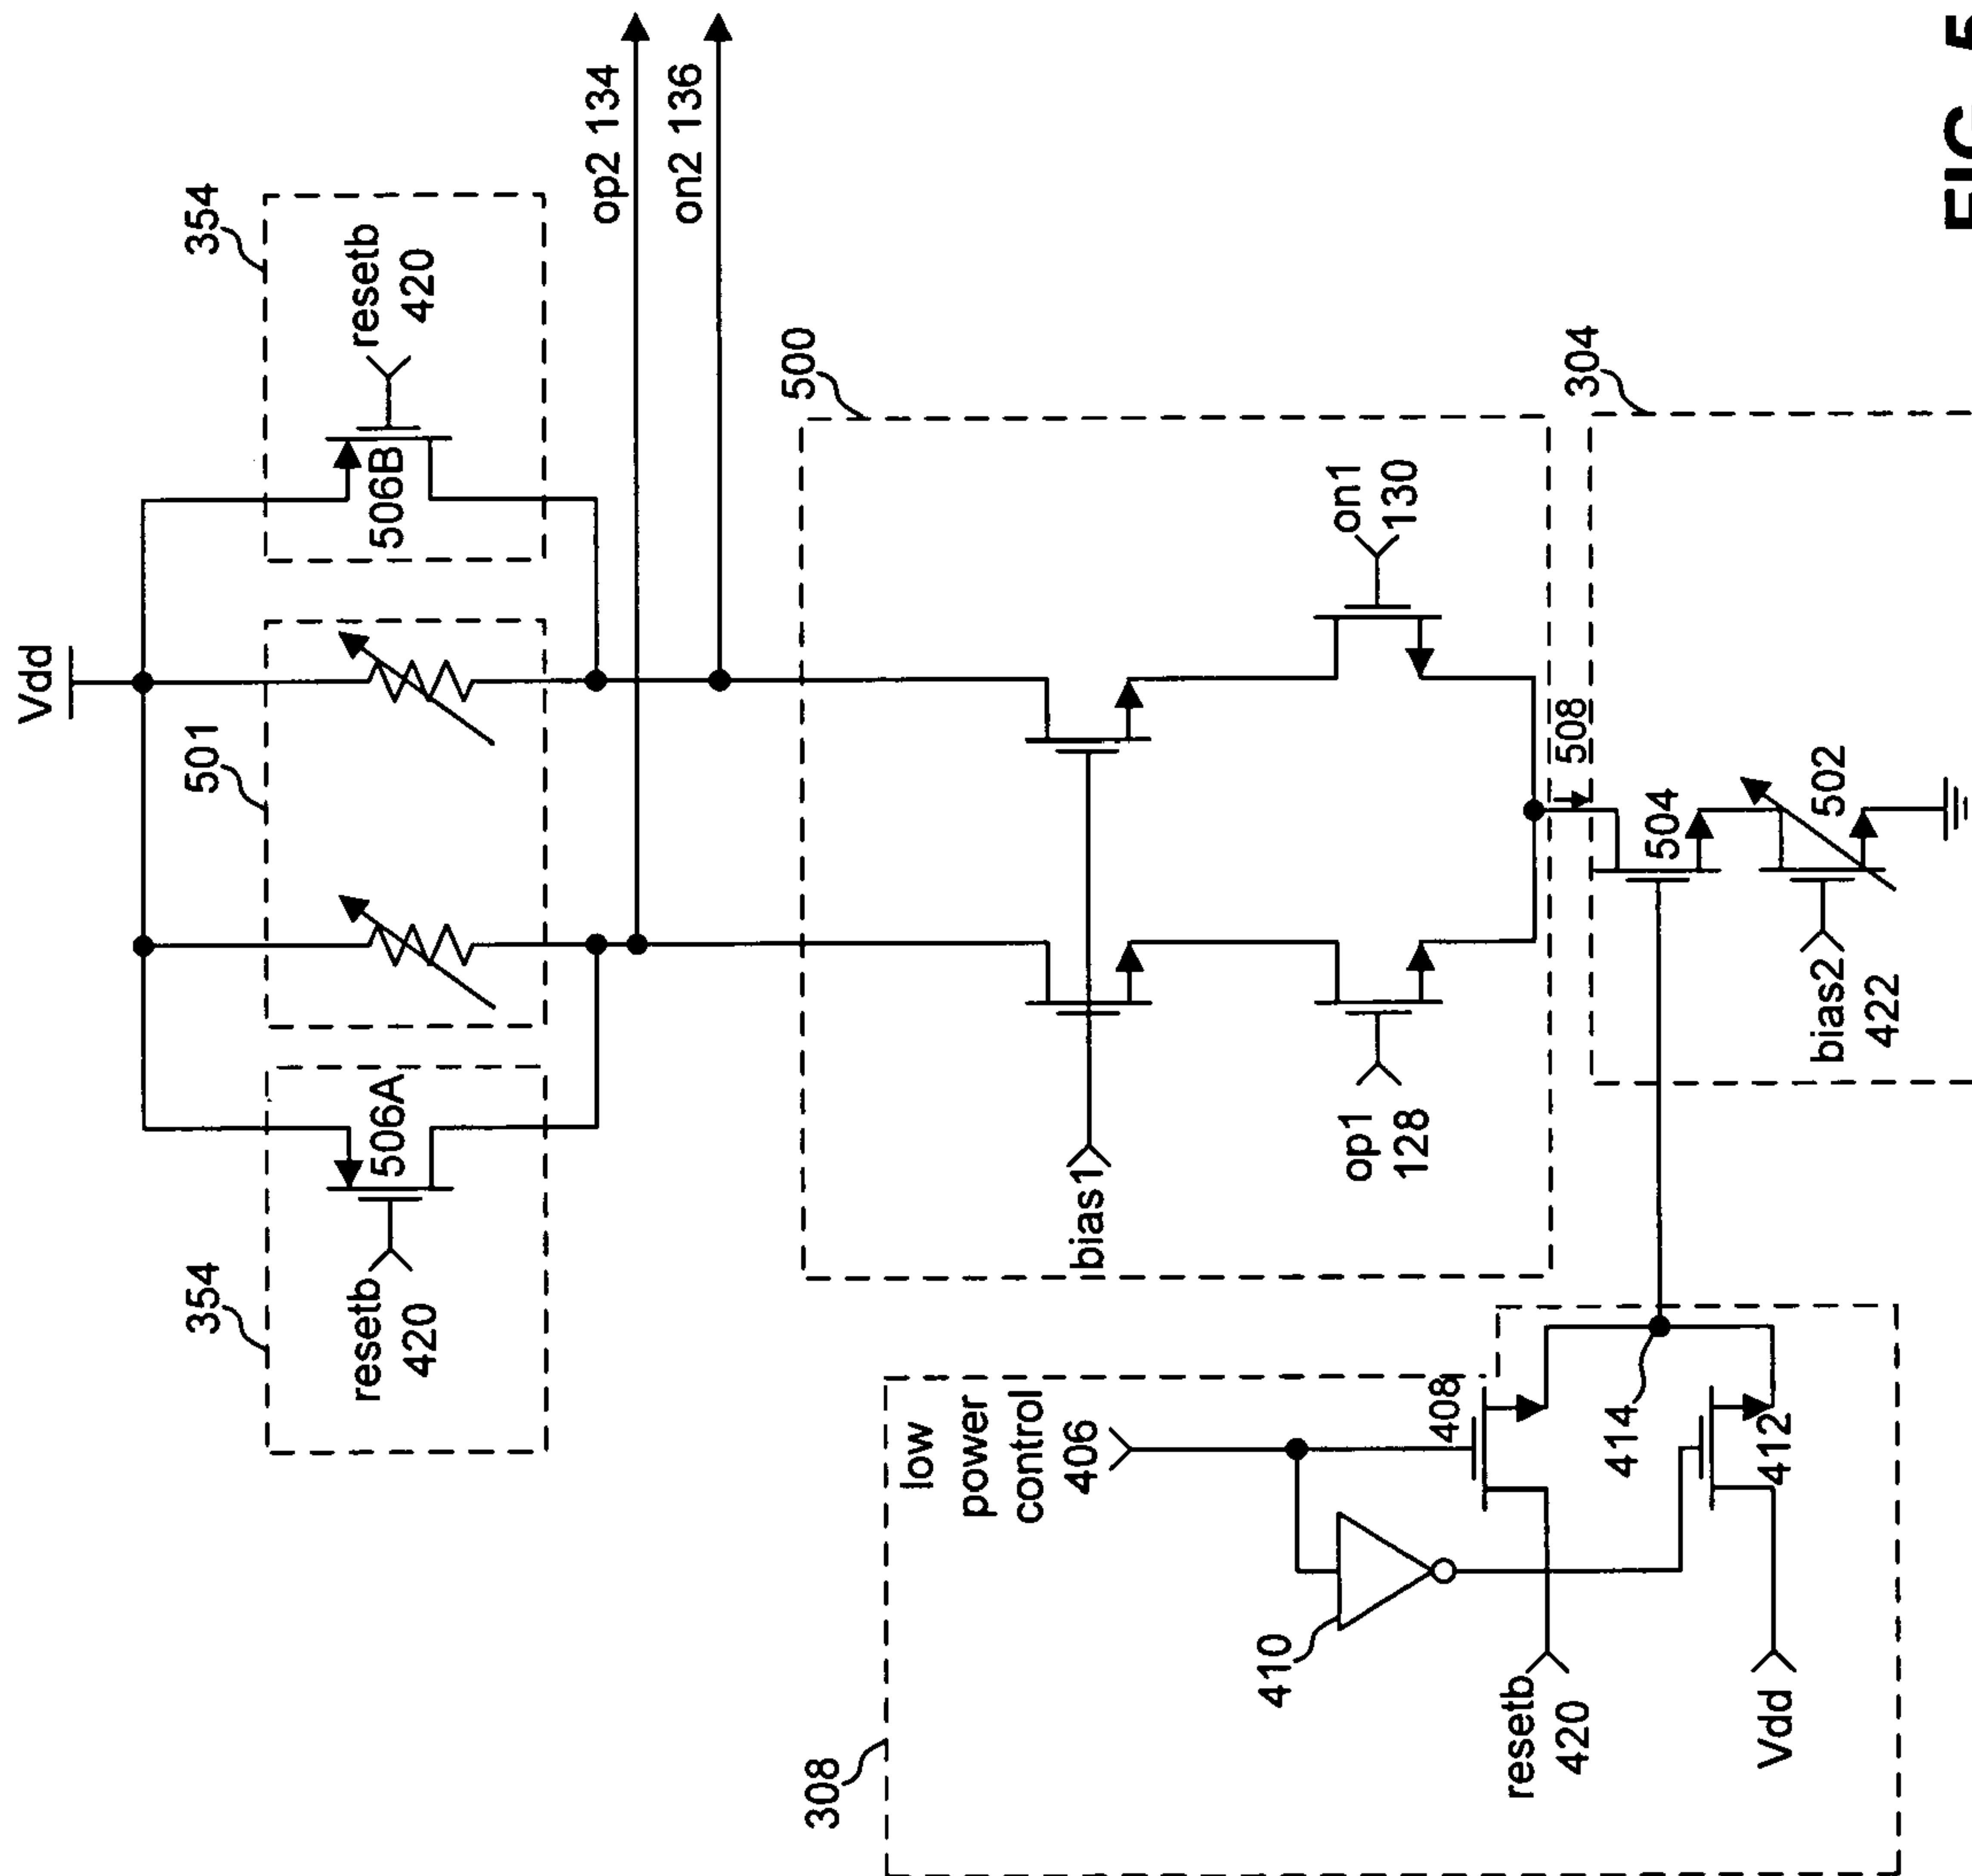 Vdd
354
501
354
resetb
420
506A
506B
resetb
420
op2 134
on2 136
308
500
low
power
control
406
bias1
410
op1
128
on1
130
408
resetb
420
414
508
304
504
412
Vdd
bias2
422
502
FIG. 5